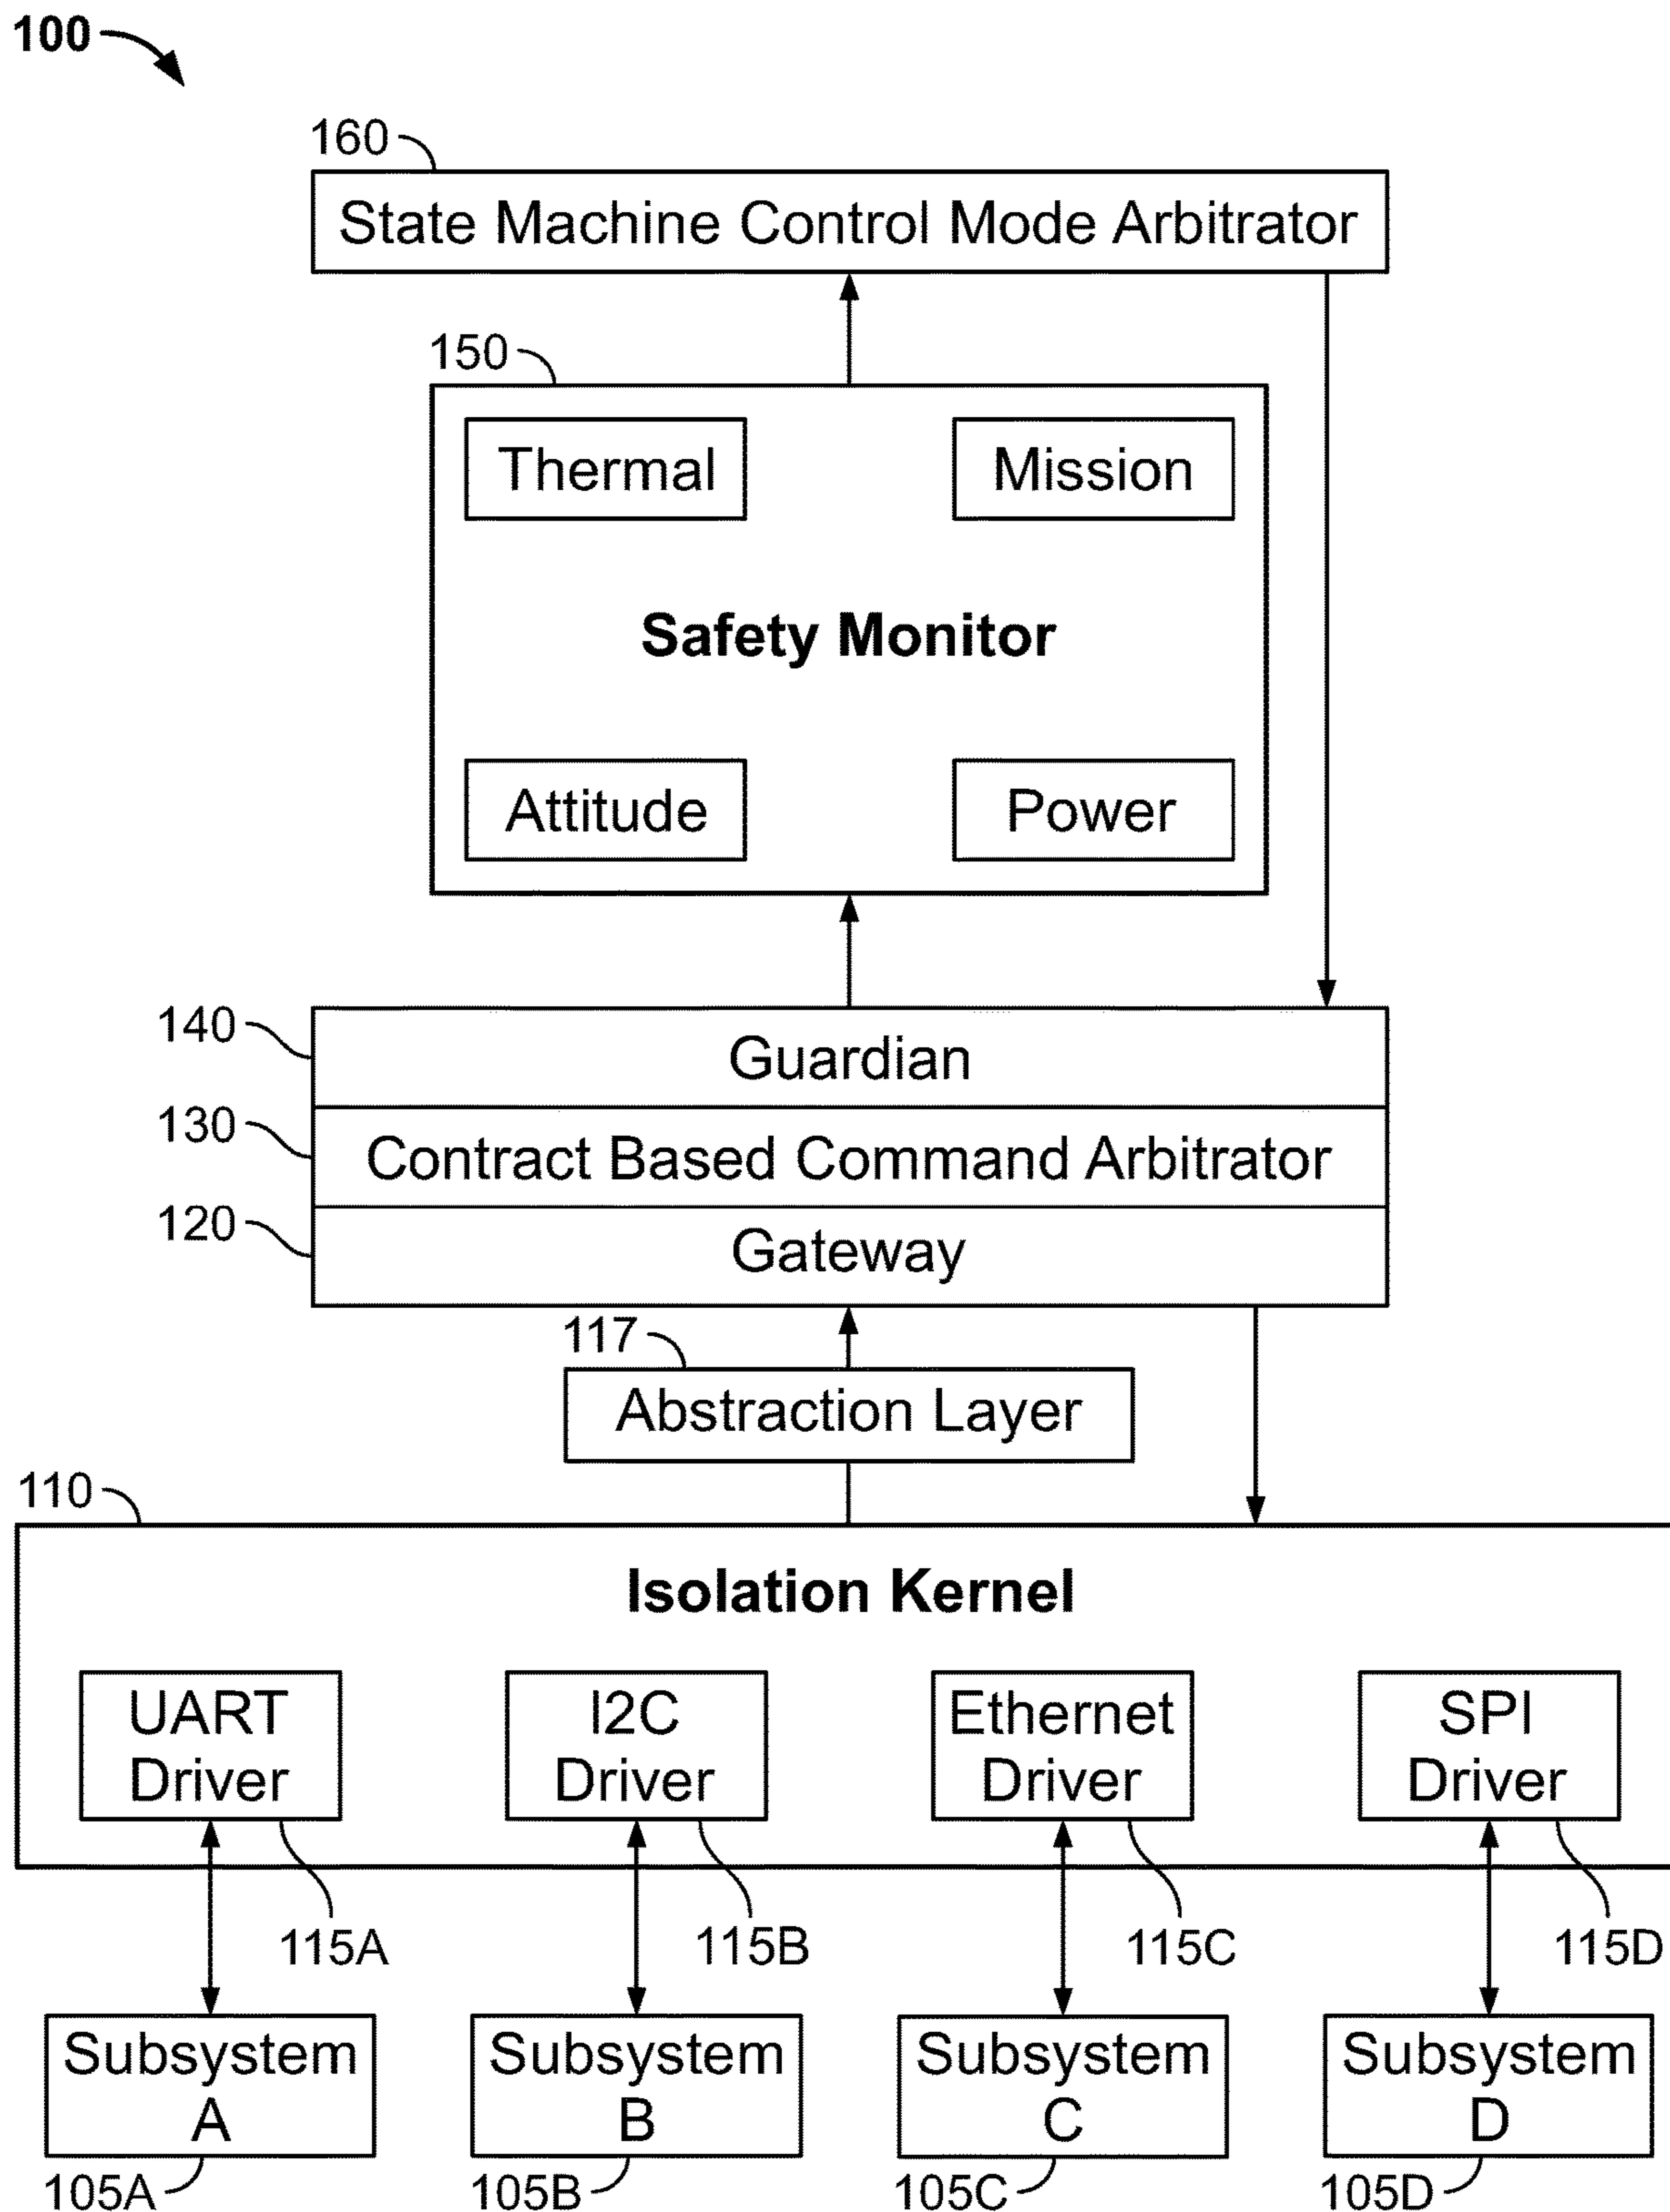 100
160
State Machine Control Mode Arbitrator
150
Thermal
Mission
Safety Monitor
Attitude
Power
140
Guardian
130
Contract Based Command Arbitrator
120
Gateway
117
Abstraction Layer
110
Isolation Kernel
UART
Driver
I2C
Driver
Ethernet
Driver
SPI
Driver
115A
115B
115C
115D
Subsystem
A
Subsystem
B
Subsystem
C
Subsystem
D
105A
105B
105C
105D